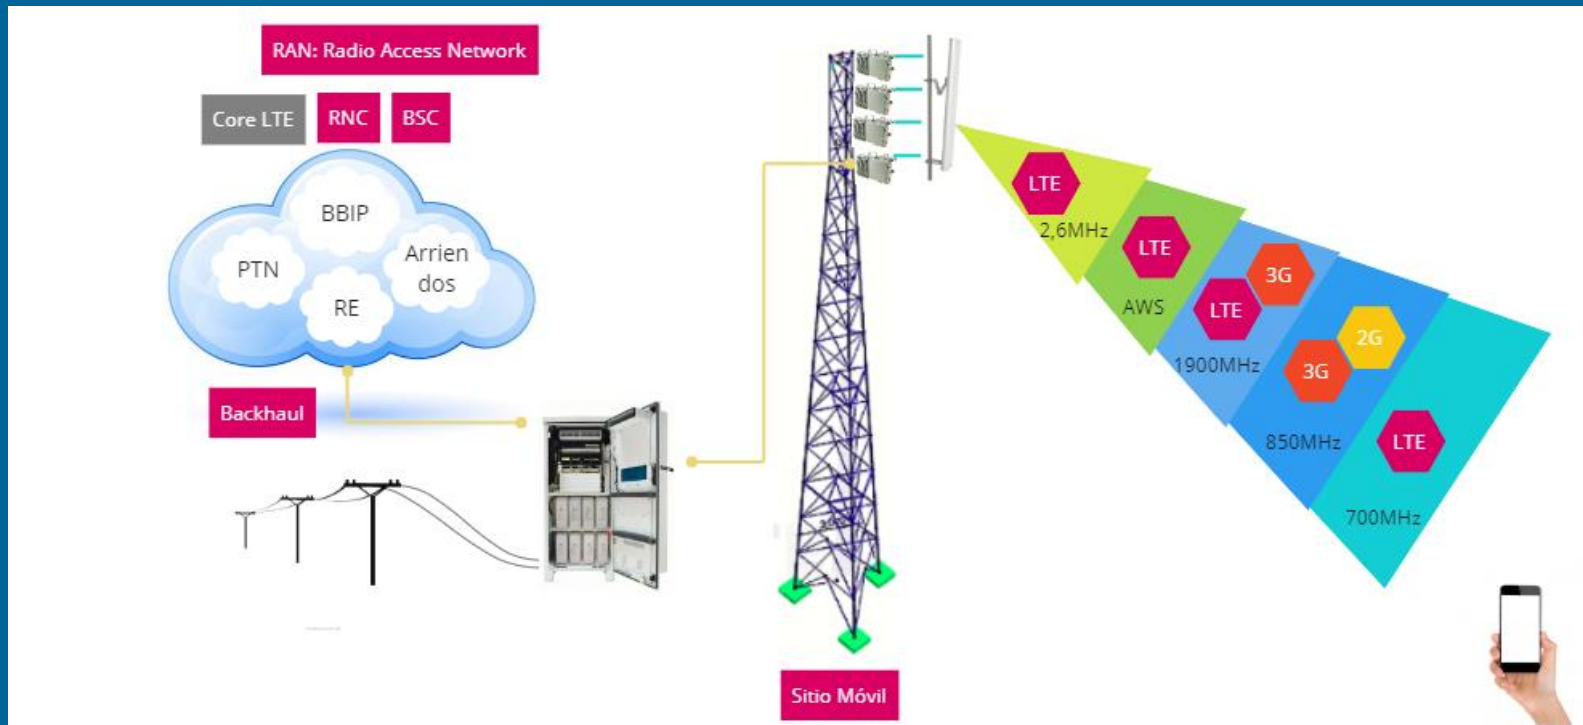 RAN: Radio Access Network
Core LTE
RNC
BSC
BBIP
PTN
Arrien
dos
RE
Backhaul
Sitio Móvil
LTE
2,6MHz
LTE
AWS
3G
LTE
1900MHz
2G
3G
850MHz
LTE
700MHz